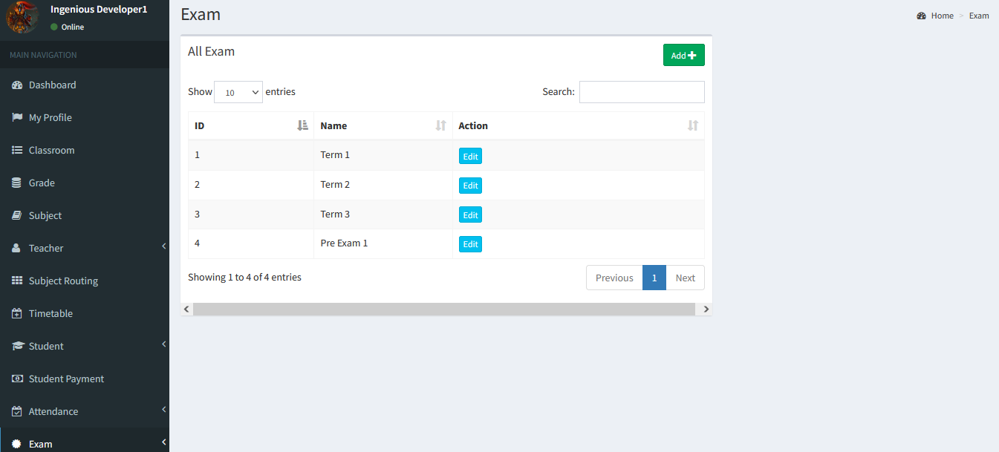 Ingenious Developer1
Online
MAIN NAVIGATION
Dashboard
My Profile
Classroom
Grade
Subject
Teacher
Subject Routing
Timetable
Student
Student Payment
Attendance
Exam
Exam
Home > Exam
All Exam
Add
Show 10 entries
Search:
ID Name Action
1 Term 1 Edit
2 Term 2 Edit
3 Term 3 Edit
4 Pre Exam 1 Edit
Showing 1 to 4 of 4 entries
Previous 1 Next